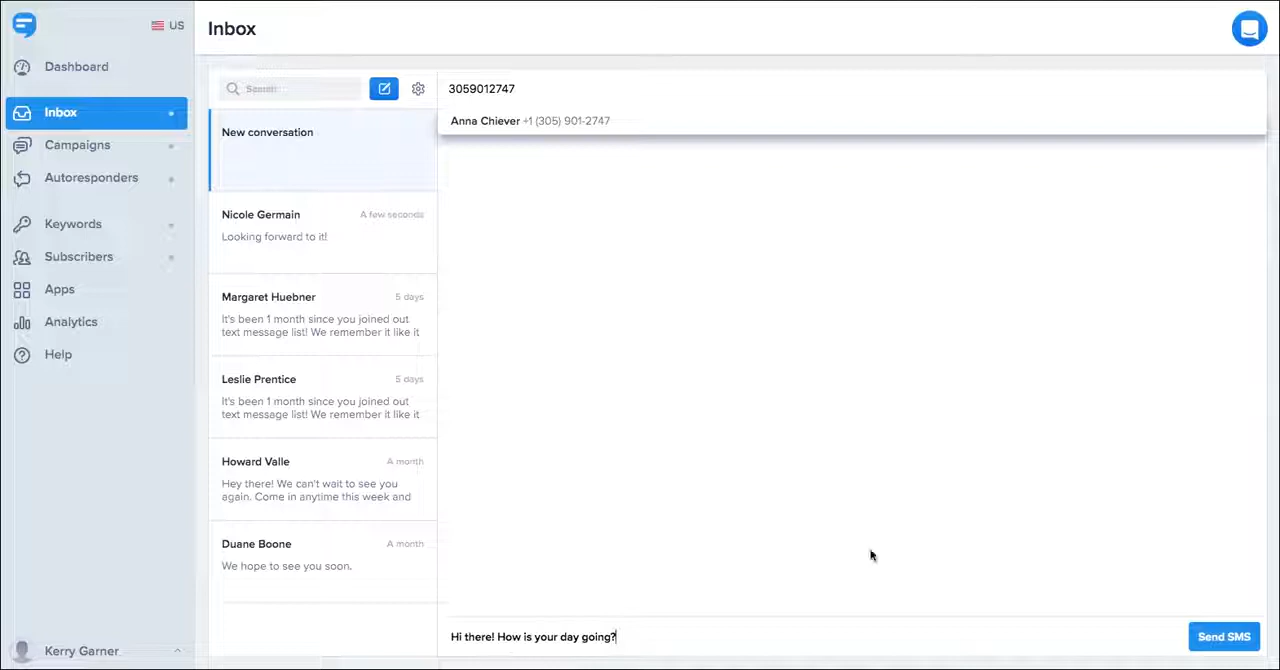 US
Inbox
Dashboard
Inbox
Campaigns
Autoresponders
Keywords
Subscribers
Apps
Analytics
Help
Kerry Garner
Search
New conversation
Nicole Germain A few seconds
Looking forward to it!
Margaret Huebner 5 days
It's been 1 month since you joined out
text message list! We remember it like it
Leslie Prentice 5 days
It's been 1 month since you joined out
text message list! We remember it like it
Howard Valle A month
Hey there! We can't wait to see you
again. Come in anytime this week and
Duane Boone A month
We hope to see you soon.
3059012747
Anna Chiever +1 (305) 901-2747
Hi there! How is your day going?
Send SMS